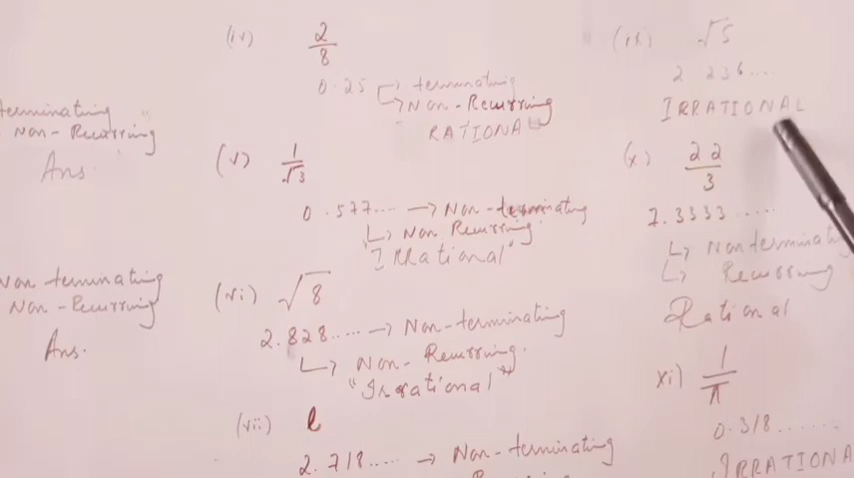 terminating"
Non-Recurring
Ans.
Non terminating
Non-Recurring
Ans.
(iv) 2/8
0.25 ↳ terminating
↳ Non-Recurring
RATIONAL
(v) 1/√3
0.577.... → Non-terminating
↳ Non Recurring.
"IRRational"
(vi) √8
2.828..... → Non-terminating
↳ Non-Recurring.
"Irrational"
(vii) e
2.718..... → Non-terminating
(ix) √5
2.236....
IRRATIONAL
(x) 22/3
7.3333.....
↳ Non terminating
↳ Recurring
Rational
xi) 1/π
0.318.......
IRRATIONA